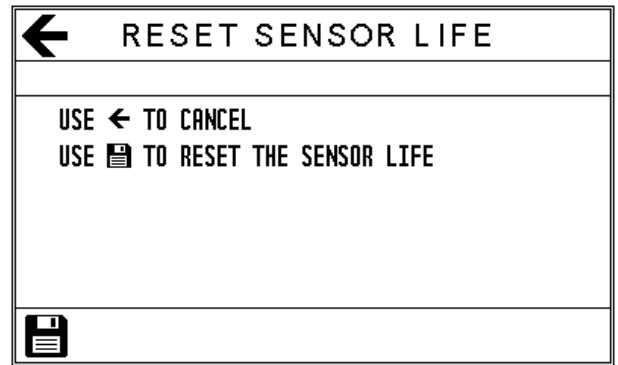 RESET SENSOR LIFE
USE ← TO CANCEL
USE 💾 TO RESET THE SENSOR LIFE